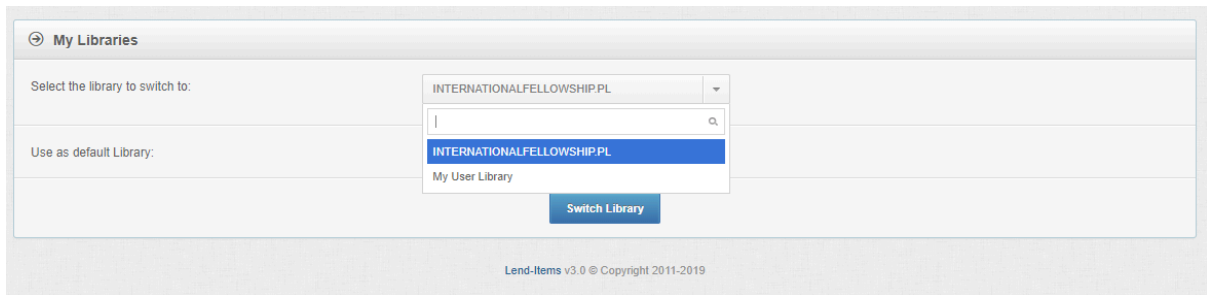 My Libraries
Select the library to switch to:
INTERNATIONALFELLOWSHIP.PL
INTERNATIONALFELLOWSHIP.PL
My User Library
Use as default Library:
Switch Library
Lend-Items v3.0 © Copyright 2011-2019